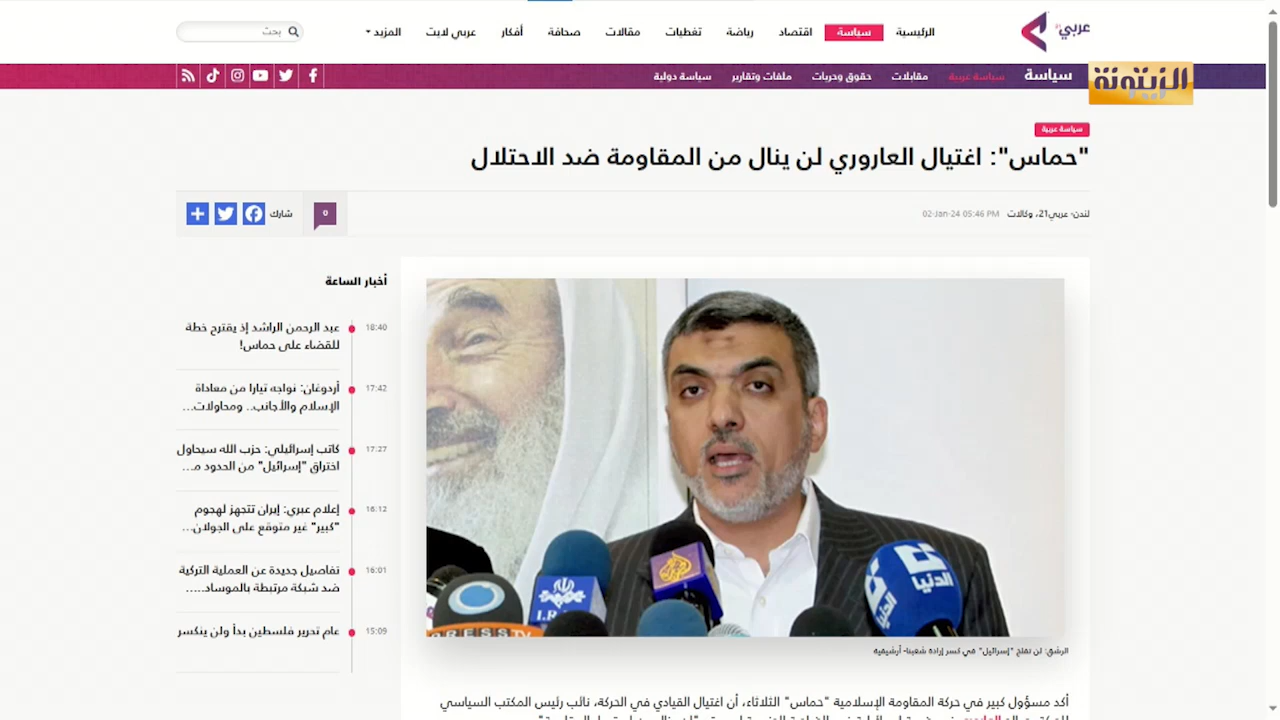 عربي21
الرئيسية
سياسة
اقتصاد
رياضة
تغطيات
مقالات
صحافة
أفكار
عربي لايت
المزيد
بحث
الزيتونة
سياسة
سياسة عربية
مقابلات
حقوق وحريات
ملفات وتقارير
سياسة دولية
سياسة عربية
"حماس": اغتيال العاروري لن ينال من المقاومة ضد الاحتلال
لندن- عربي21، وكالات 02-Jan-24 05:46 PM
0
شارك
الدنيا
الدنيا
PRESS TV
الرشق: لن تفلح "إسرائيل" في كسر إرادة شعبنا- أرشيفية
أكد مسؤول كبير في حركة المقاومة الإسلامية "حماس" الثلاثاء، أن اغتيال القيادي في الحركة، نائب رئيس المكتب السياسي
أخبار الساعة
18:40
عبد الرحمن الراشد إذ يقترح خطة
للقضاء على حماس!
17:42
أردوغان: نواجه تيارا من معاداة
الإسلام والأجانب.. ومحاولات...
17:27
كاتب إسرائيلي: حزب الله سيحاول
اختراق "إسرائيل" من الحدود مـ...
16:12
إعلام عبري: إيران تتجهز لهجوم
"كبير" غير متوقع على الجولان...
16:01
تفاصيل جديدة عن العملية التركية
ضد شبكة مرتبطة بالموساد.....
15:09
عام تحرير فلسطين بدأ ولن ينكسر